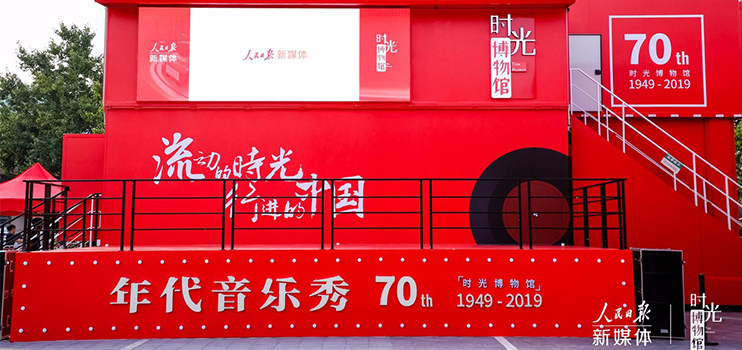 人民日报
新媒体
人民日报 新媒体
时光
博物馆
时光
博物馆
70th
时光博物馆
1949-2019
流动的時光
行进的中国
年代音乐秀 70th
「时光博物馆」
1949-2019
人民日报
新媒体
时光
博物馆